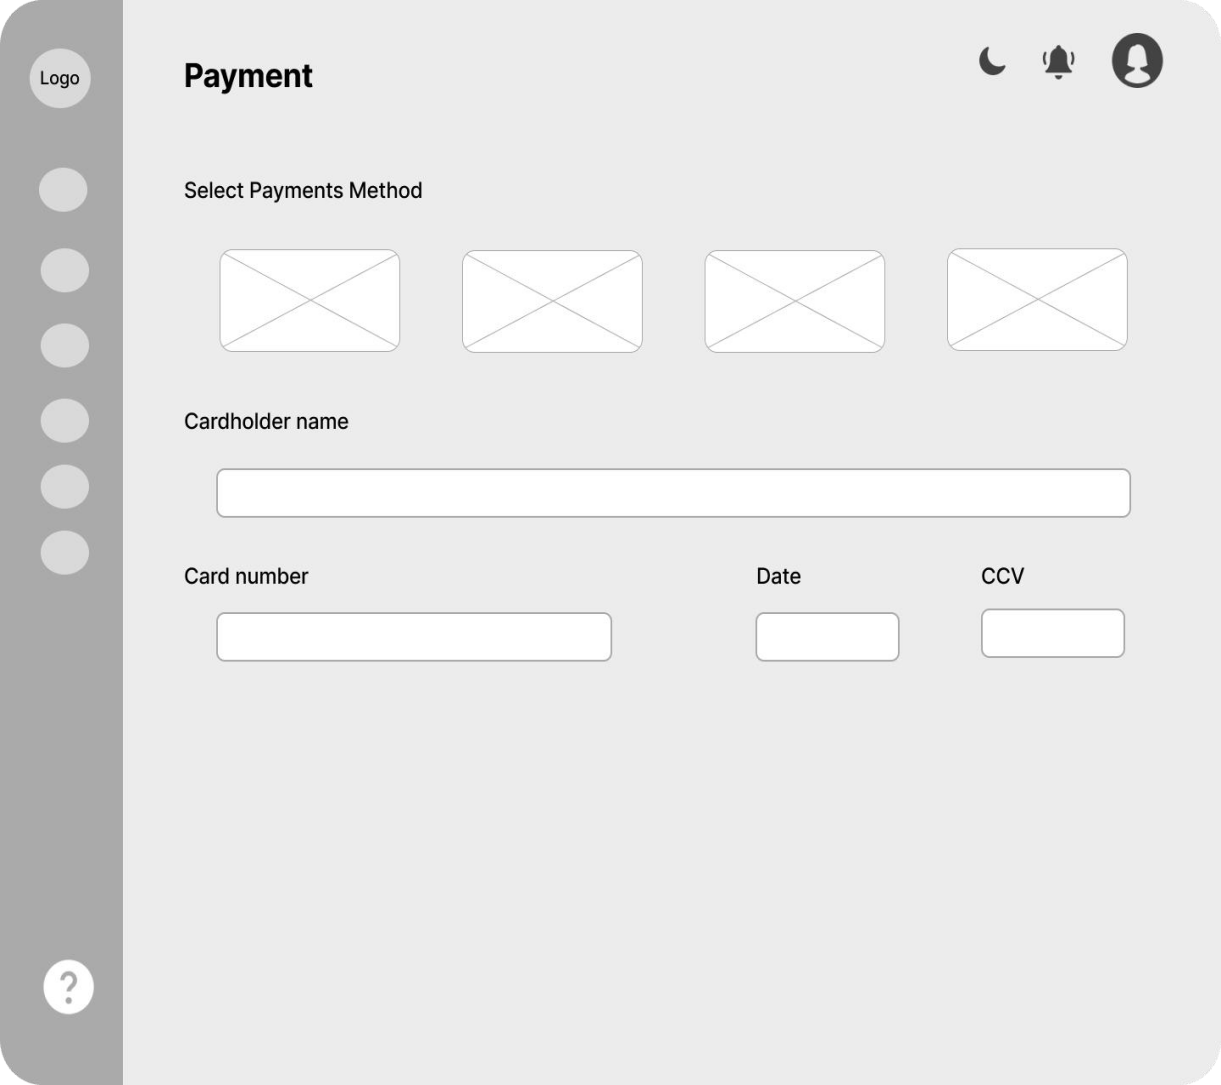 Logo
Payment
Select Payments Method
Cardholder name
Card number
Date
CCV
?